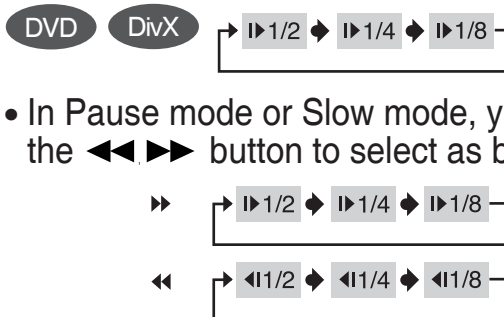 DVD DivX I▶1/2 ➧ I▶1/4 ➧ I▶1/8
• In Pause mode or Slow mode, y
the ◀◀ ▶▶ button to select as b
▶▶ I▶1/2 ➧ I▶1/4 ➧ I▶1/8
◀◀ ◀I1/2 ➧ ◀I1/4 ➧ ◀I1/8